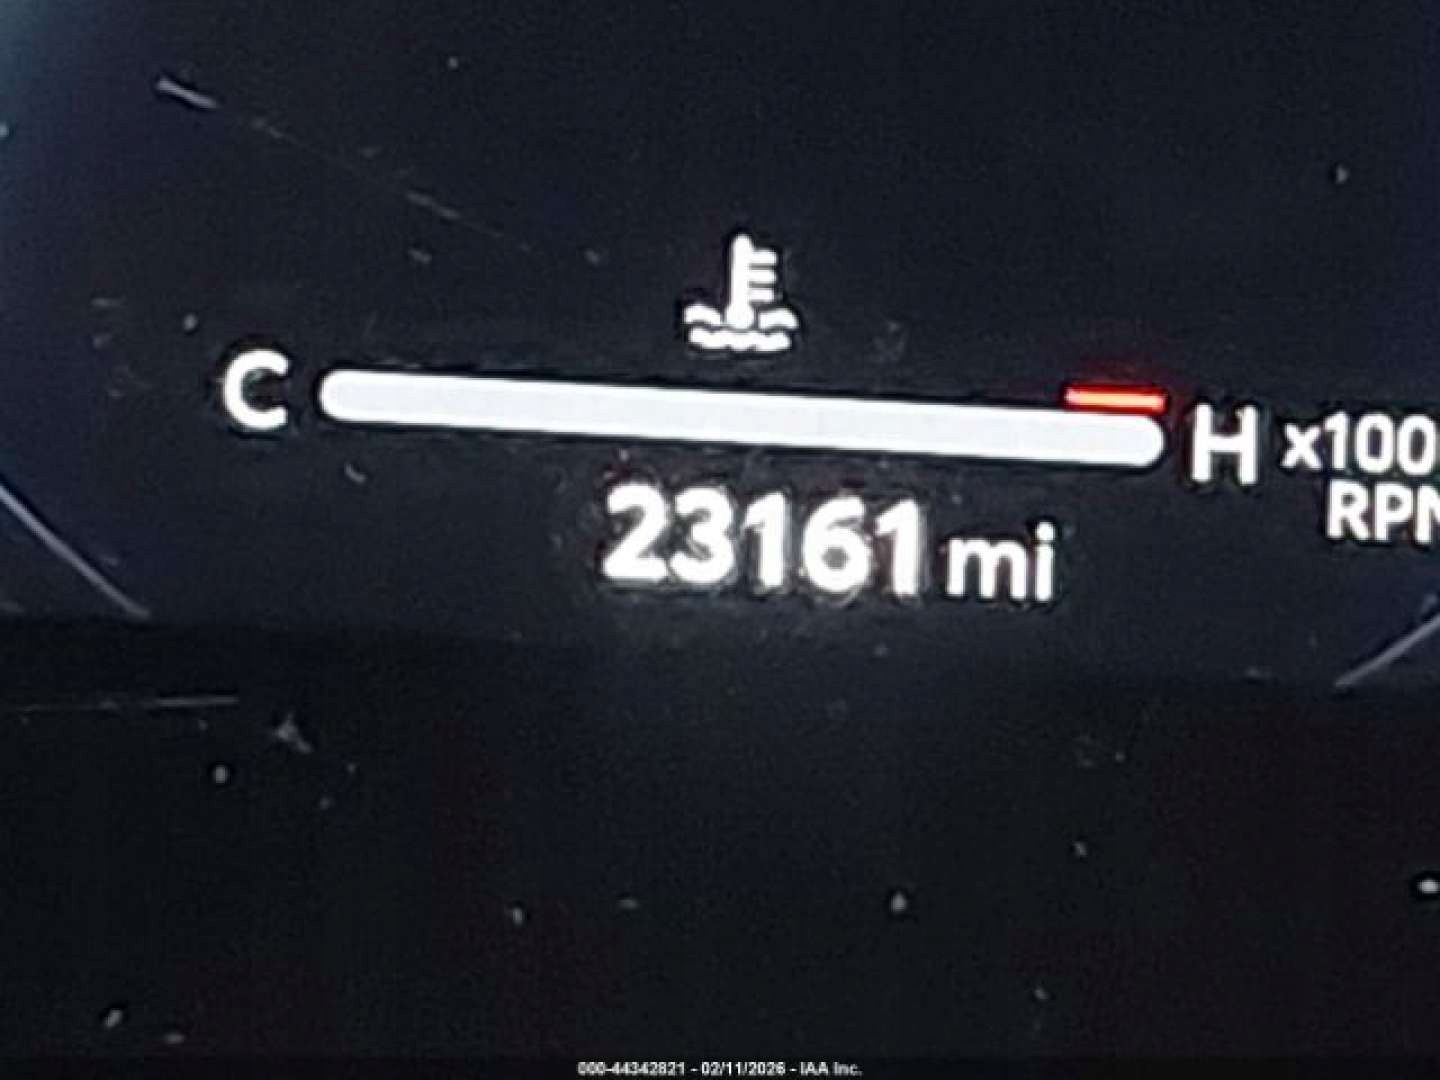 C H x100
RPM
23161 mi
000-44342821 - 02/11/2026 - IAA Inc.